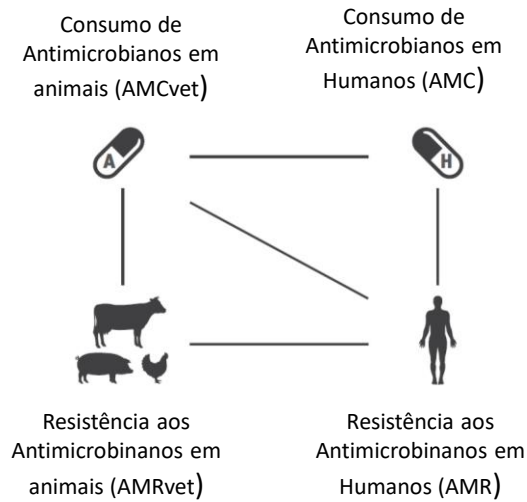 Consumo de
Antimicrobianos em
animais (AMCvet)
Consumo de
Antimicrobianos em
Humanos (AMC)
A
H
Resistência aos
Antimicrobinanos em
animais (AMRvet)
Resistência aos
Antimicrobinanos em
Humanos (AMR)